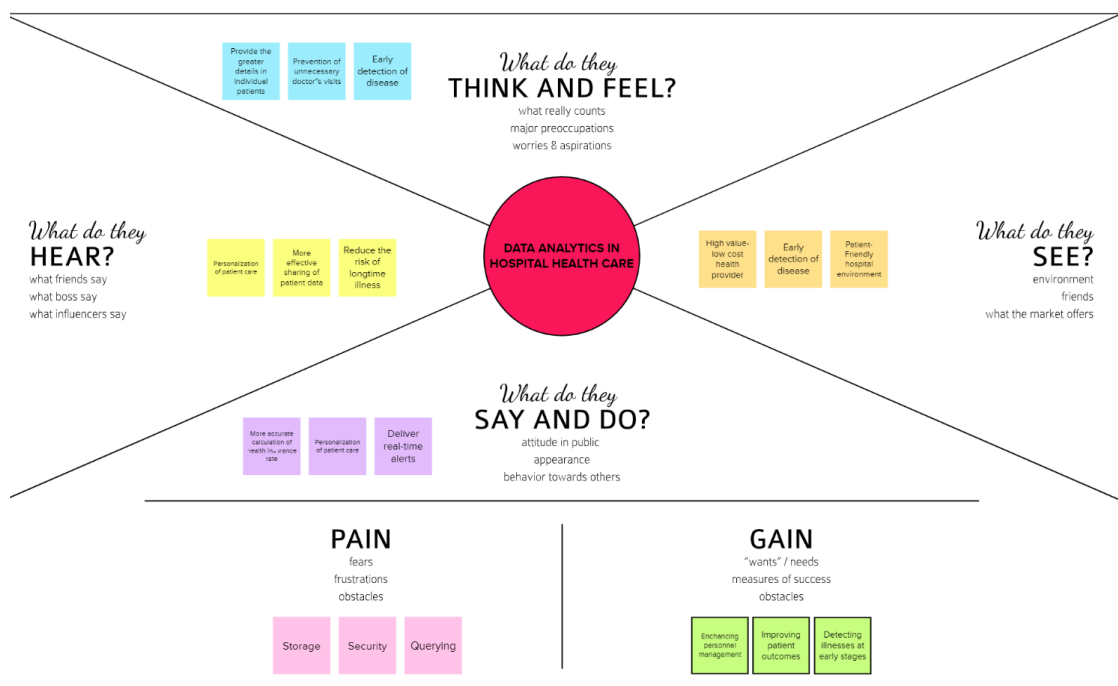 Provide the
greater
details in
individual
patients
Prevention of
unnecessary
doctor"s visits
Early
detection of
disease
What do they
THINK AND FEEL?
what really counts
major preoccupations
worries & aspirations
What do they
HEAR?
what friends say
what boss say
what influencers say
Personalization
of patient care
More
effective
sharing of
patient data
Reduce the
risk of
longtime
illness
DATA ANALYTICS IN
HOSPITAL HEALTH CARE
High value-
low cost
health
provider
Early
detection of
disease
Patient-
Friendly
hospital
environment
What do they
SEE?
environment
friends
what the market offers
What do they
SAY AND DO?
attitude in public
appearance
behavior towards others
More accurate
calculation of
health insurance
rate
Personalization
of patient care
Deliver
real-time
alerts
PAIN
fears
frustrations
obstacles
Storage
Security
Querying
GAIN
"wants" / needs
measures of success
obstacles
Enchancing
personnel
management
Improving
patient
outcomes
Detecting
illnesses at
early stages